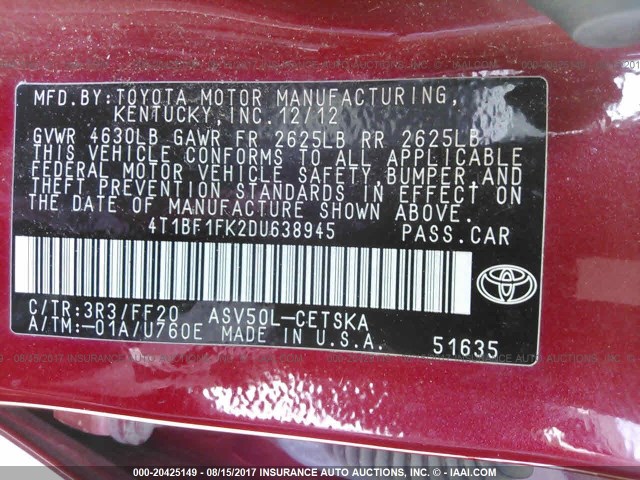 MFD.BY:TOYOTA MOTOR MANUFACTURING,
KENTUCKY, INC. 12/12
GVWR 4630LB GAWR FR 2625LB RR 2625LB
THIS VEHICLE CONFORMS TO ALL APPLICABLE
FEDERAL MOTOR VEHICLE SAFETY, BUMPER, AND
THEFT PREVENTION STANDARDS IN EFFECT ON
THE DATE OF MANUFACTURE SHOWN ABOVE.
4T1BF1FK2DU638945 PASS.CAR
C/TR:3R3/FF20 ASV50L-CETSKA
A/TM:-01A/U760E MADE IN U.S.A. 51635
TOYOTA
000-20425149 - 08/15/2017 INSURANCE AUTO AUCTIONS, INC. - IAAI.COM